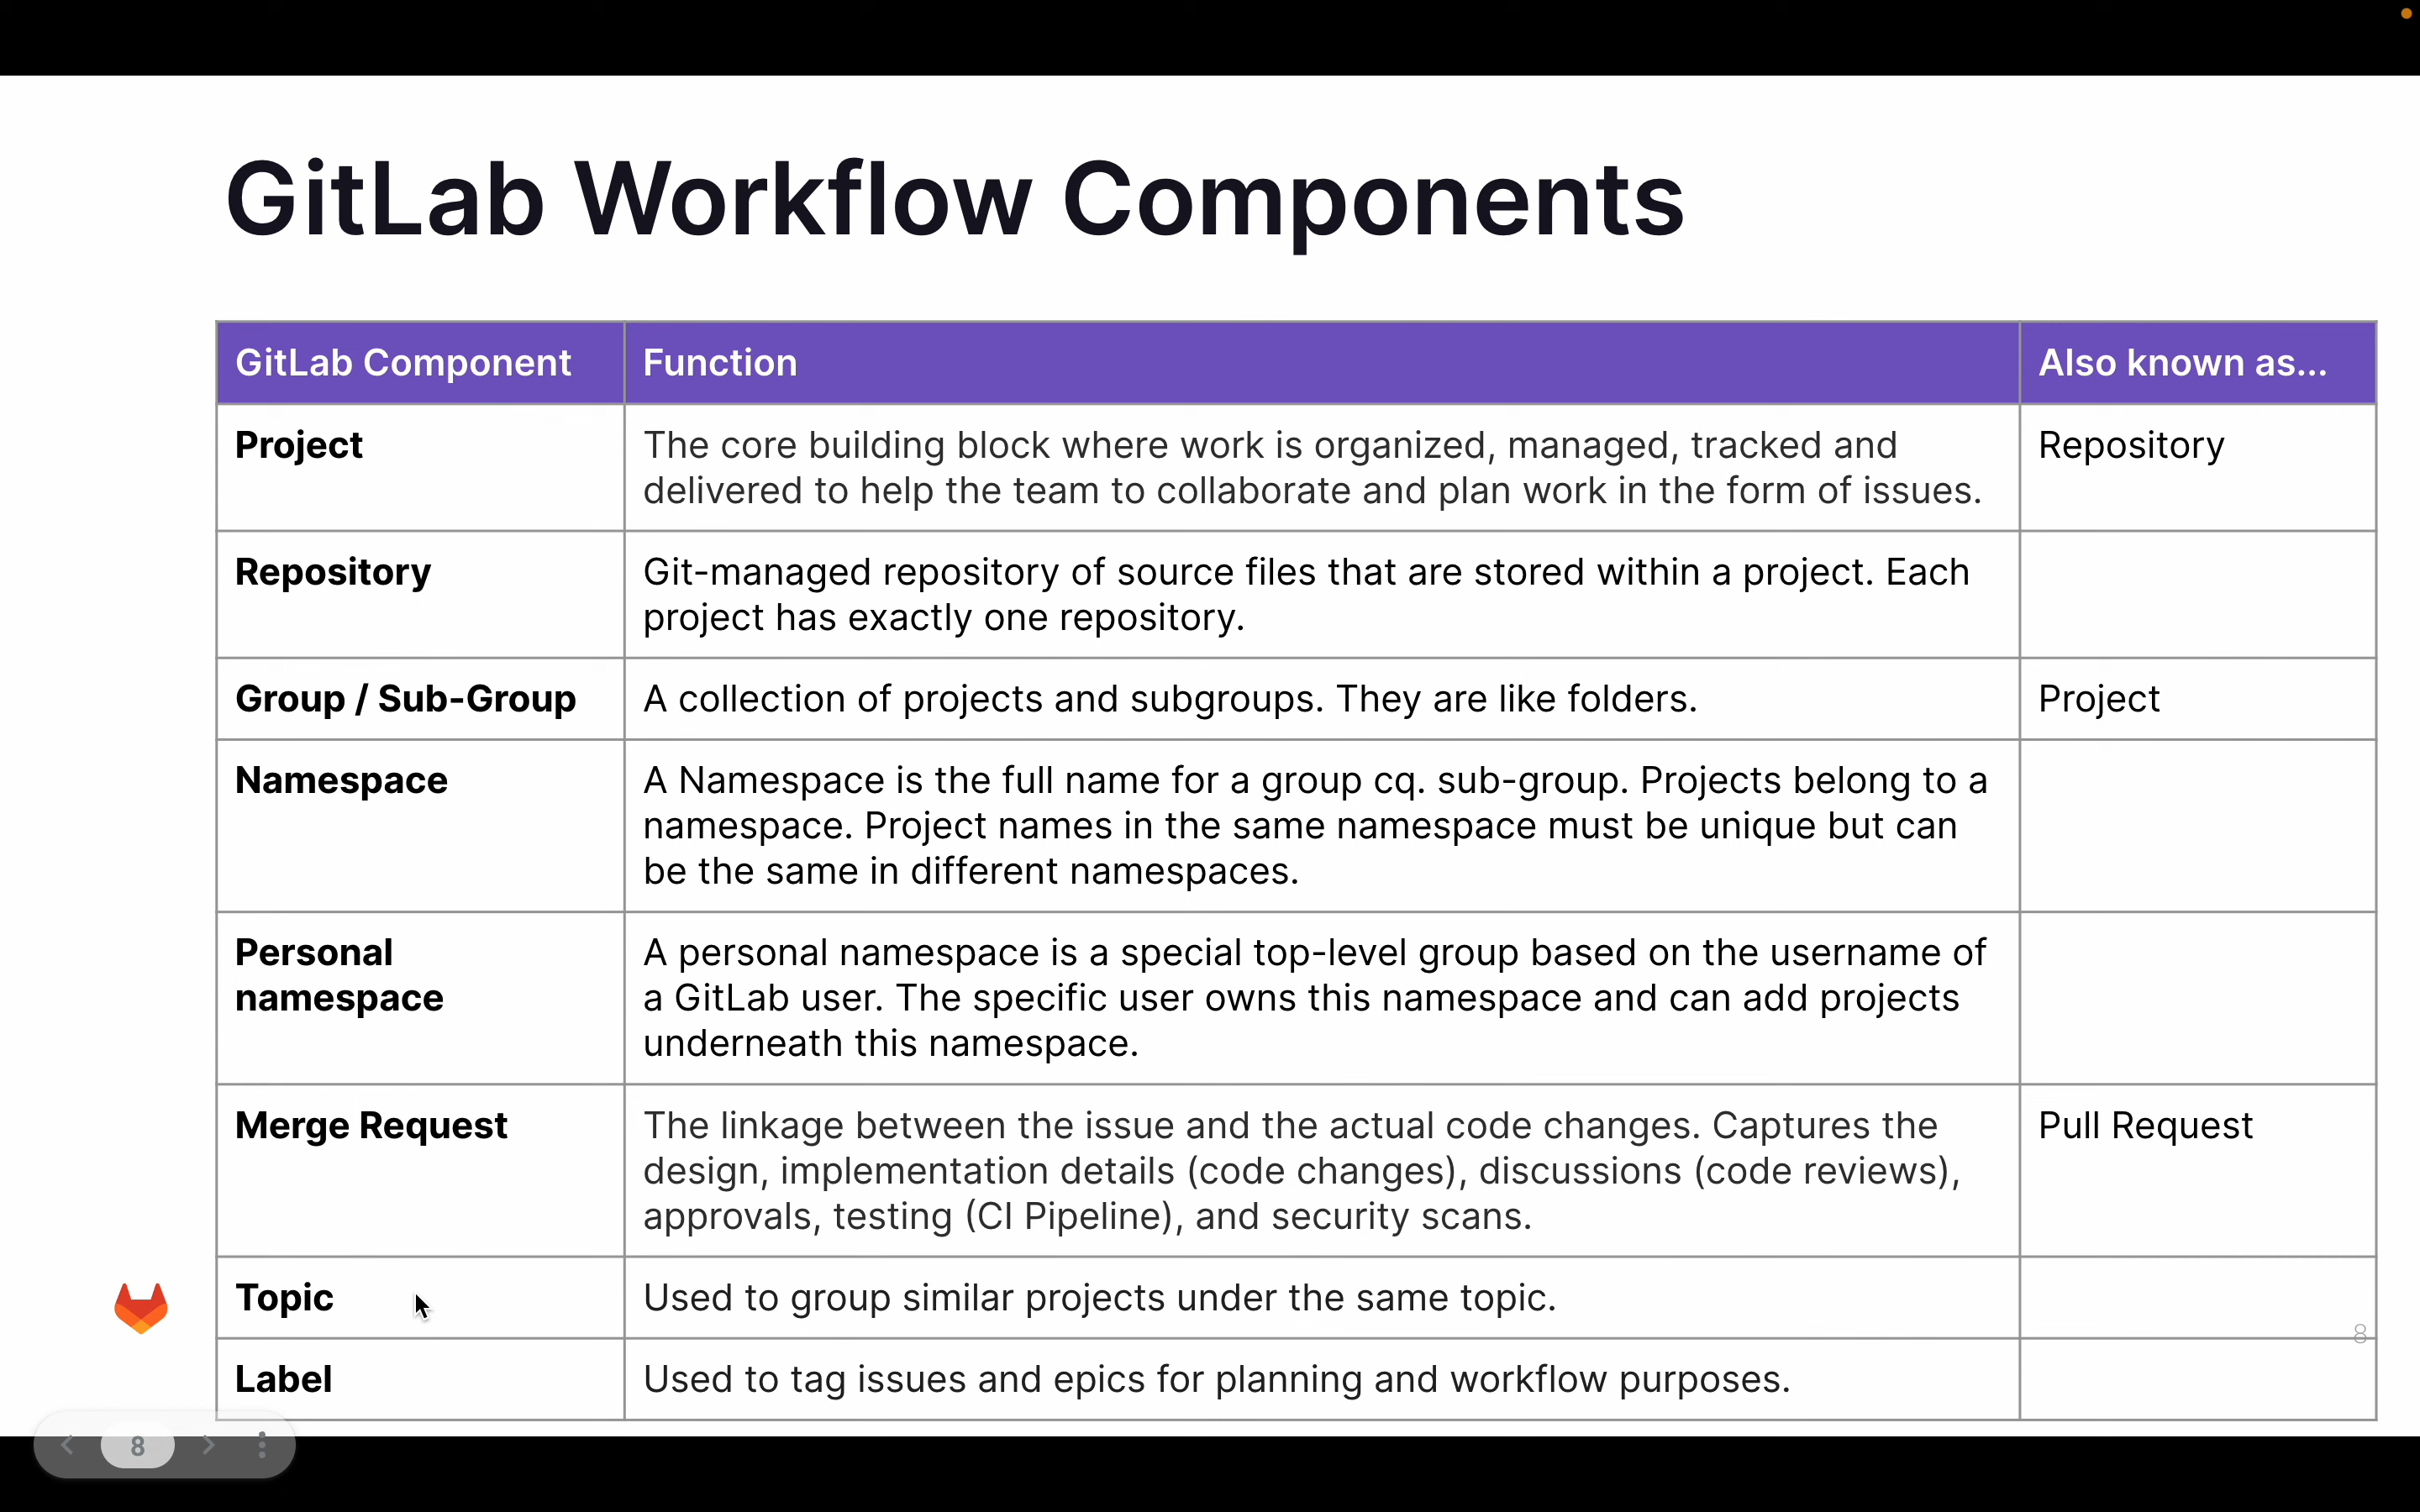 GitLab Workflow Components
GitLab Component
Function
Also known as...
Project
The core building block where work is organized, managed, tracked and
delivered to help the team to collaborate and plan work in the form of issues.
Repository
Repository
Git-managed repository of source files that are stored within a project. Each
project has exactly one repository.
Group / Sub-Group
A collection of projects and subgroups. They are like folders.
Project
Namespace
A Namespace is the full name for a group cq. sub-group. Projects belong to a
namespace. Project names in the same namespace must be unique but can
be the same in different namespaces.
Personal
namespace
A personal namespace is a special top-level group based on the username of
a GitLab user. The specific user owns this namespace and can add projects
underneath this namespace.
Merge Request
The linkage between the issue and the actual code changes. Captures the
design, implementation details (code changes), discussions (code reviews),
approvals, testing (CI Pipeline), and security scans.
Pull Request
Topic
Used to group similar projects under the same topic.
8
Label
Used to tag issues and epics for planning and workflow purposes.
8